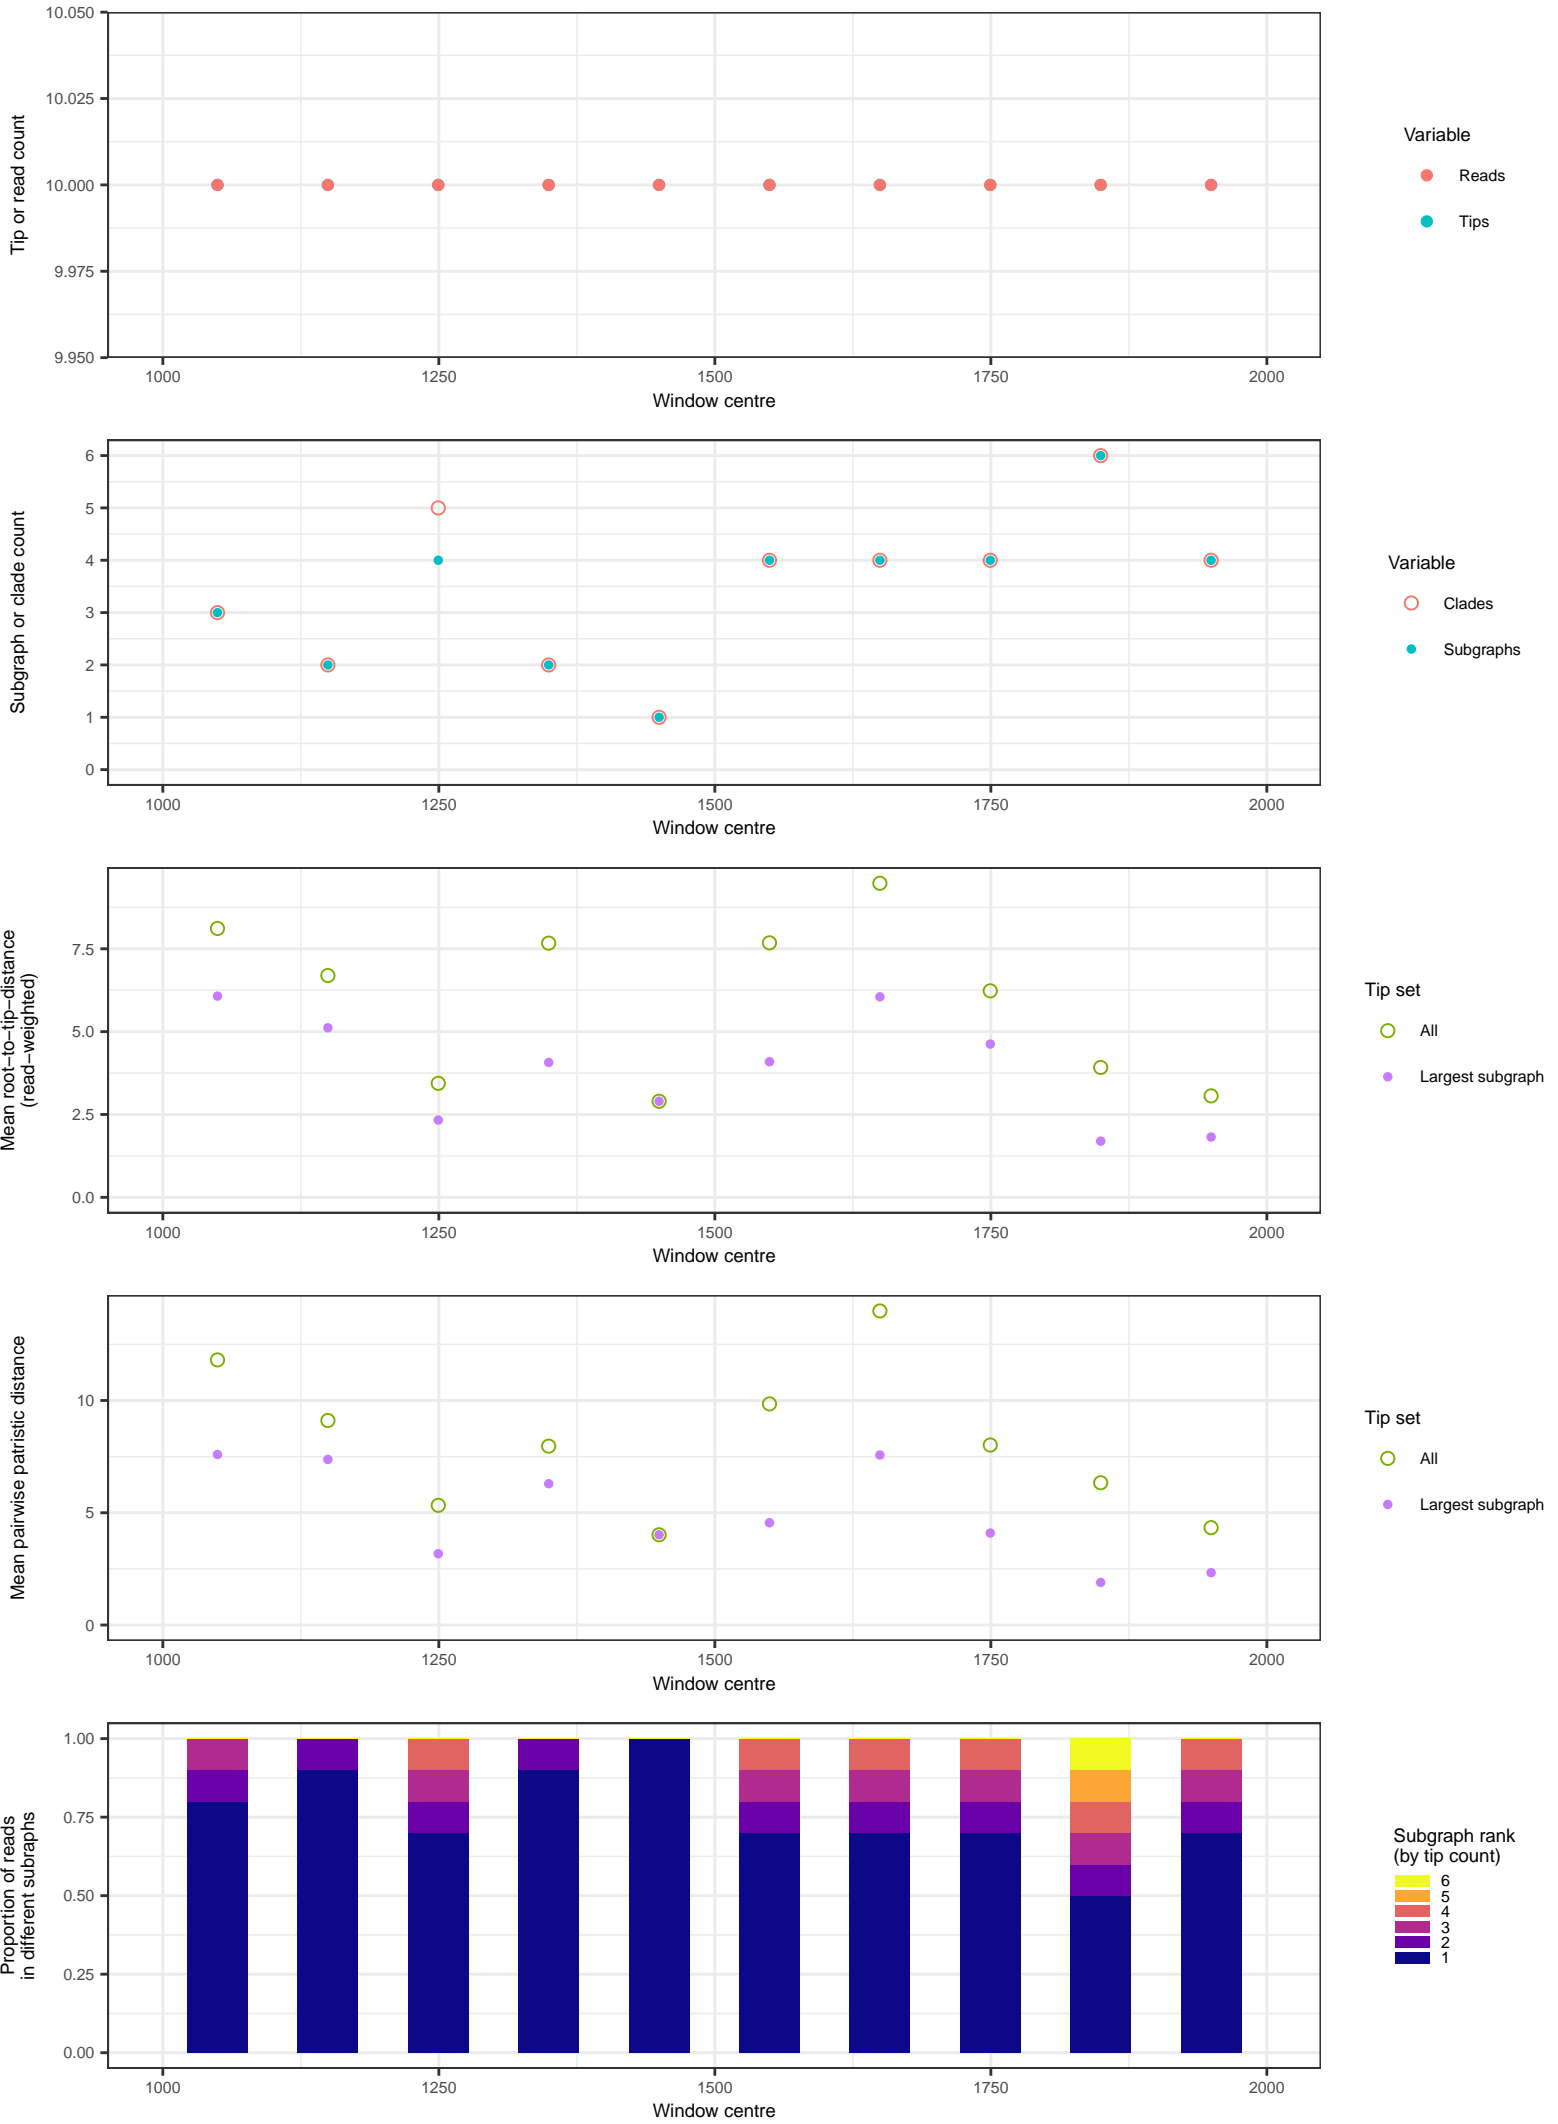 10.050
10.025
10.000
9.975
9.950
Tip or read count
1000 1250 1500 1750 2000
Window centre
Variable
Reads
Tips
6
5
4
3
2
1
0
Subgraph or clade count
1000 1250 1500 1750 2000
Window centre
Variable
Clades
Subgraphs
7.5
5.0
2.5
0.0
Mean root−to−tip−distance
(read−weighted)
1000 1250 1500 1750 2000
Window centre
Tip set
All
Largest subgraph
10
5
0
Mean pairwise patristic distance
1000 1250 1500 1750 2000
Window centre
Tip set
All
Largest subgraph
1.00
0.75
0.50
0.25
0.00
Proportion of reads
in different subraphs
1000 1250 1500 1750 2000
Window centre
Subgraph rank
(by tip count)
6
5
4
3
2
1